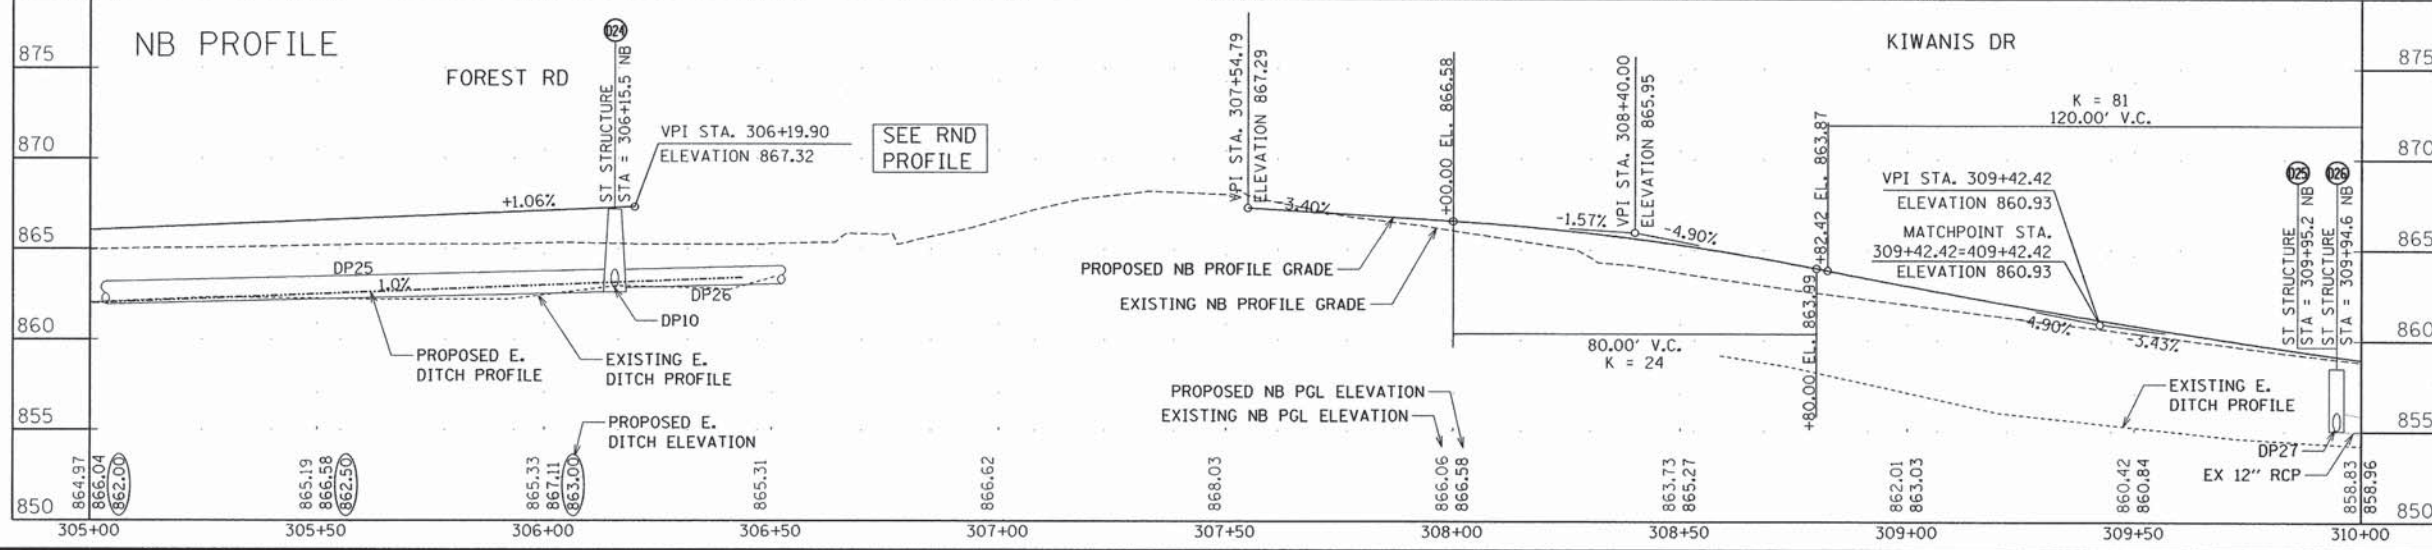 NB PROFILE
FOREST RD
KIWANIS DR
875
870
865
860
855
850
875
870
865
860
855
850
D24
ST STRUCTURE
STA = 306+15.5 NB
VPI STA. 306+19.90
ELEVATION 867.32
SEE RND
PROFILE
+1.06%
DP25
1.0%
DP26
DP10
PROPOSED E.
DITCH PROFILE
EXISTING E.
DITCH PROFILE
PROPOSED E.
DITCH ELEVATION
VPI STA. 307+54.79
ELEVATION 867.29
-3.40%
+00.00 EL. 866.58
-1.57%
VPI STA. 308+40.00
ELEVATION 865.95
-4.90%
PROPOSED NB PROFILE GRADE
EXISTING NB PROFILE GRADE
80.00' V.C.
K = 24
+80.00 EL. 863.99
+82.42 EL. 863.87
K = 81
120.00' V.C.
VPI STA. 309+42.42
ELEVATION 860.93
MATCHPOINT STA.
309+42.42=409+42.42
ELEVATION 860.93
-4.90%
-3.43%
D25
D26
ST STRUCTURE
STA = 309+95.2 NB
ST STRUCTURE
STA = 309+94.6 NB
PROPOSED NB PGL ELEVATION
EXISTING NB PGL ELEVATION
EXISTING E.
DITCH PROFILE
DP27
EX 12" RCP
864.97
866.04
862.00
865.19
866.58
862.50
865.33
867.11
863.00
865.31
866.62
868.03
866.06
866.58
863.73
865.27
862.01
863.03
860.42
860.84
858.83
858.96
305+00
305+50
306+00
306+50
307+00
307+50
308+00
308+50
309+00
309+50
310+00